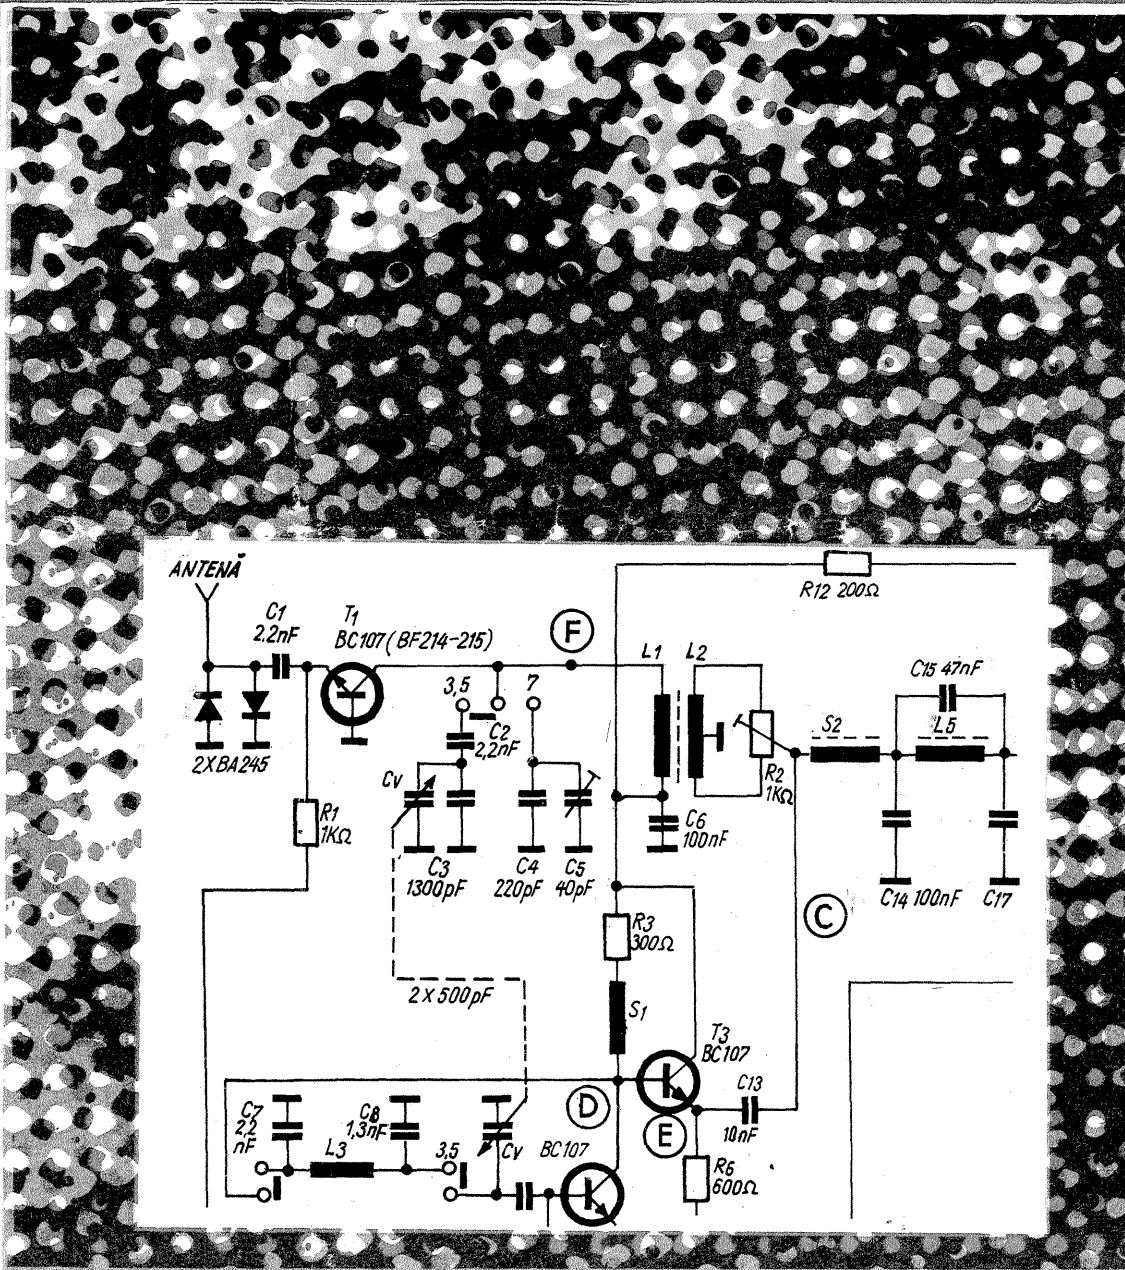 ANTENĂ
C1
2.2nF
T1
BC107(BF214-215)
F
3,5
7
C2
2,2nF
2XBA245
R1
1KΩ
Cv
C3
1300pF
C4
220pF
C5
40pF
L1
L2
R12 200Ω
R2
1KΩ
C6
100nF
S2
C15 47nF
L5
C14 100nF
C17
C
R3
300Ω
2X500pF
S1
T3
BC107
D
E
C13
10nF
R6
600Ω
C7
2,2
nF
L3
C8
1,3nF
3,5
Cv
BC107